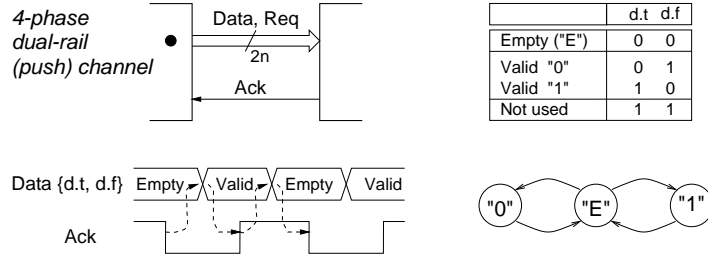 4-phase
dual-rail
(push) channel
Data, Req
2n
Ack
d.t d.f
Empty ("E") 0 0
Valid "0" 0 1
Valid "1" 1 0
Not used 1 1
Data {d.t, d.f} Empty Valid Empty Valid
Ack
"0" "E" "1"